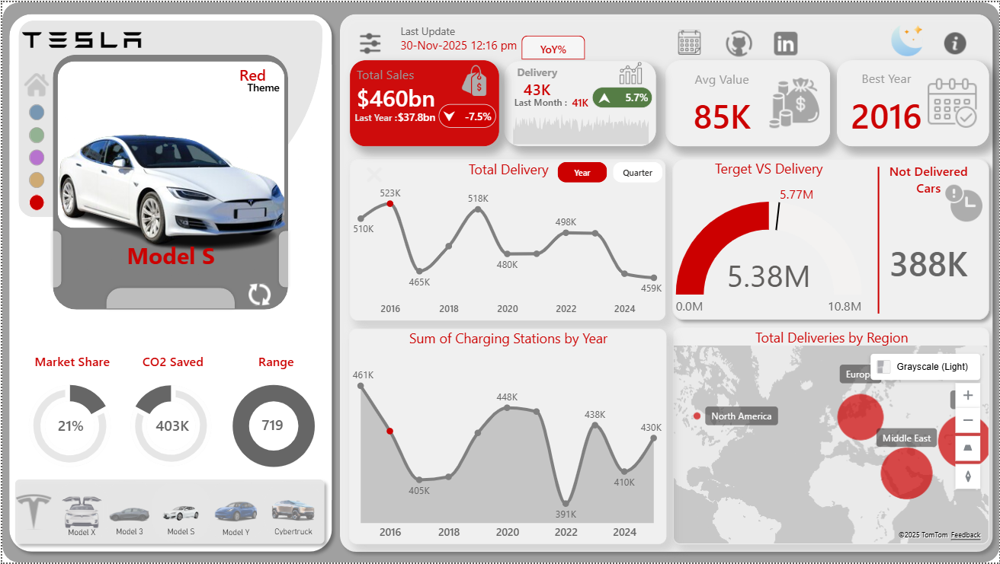 TESLA
Red
Theme
Model S
Market Share
CO2 Saved
Range
21%
403K
719
Model X
Model 3
Model S
Model Y
Cybertruck
Last Update
30-Nov-2025 12:16 pm
YoY%
in
i
Total Sales
$
$460bn
Last Year : $37.8bn
-7.5%
Delivery
43K
Last Month : 41K
5.7%
Avg Value
85K
$
Best Year
2016
Total Delivery
Year
Quarter
523K
518K
510K
498K
480K
465K
459K
2016
2018
2020
2022
2024
Terget VS Delivery
5.77M
5.38M
0.0M
10.8M
Not Delivered
Cars
388K
Sum of Charging Stations by Year
461K
448K
438K
430K
405K
410K
391K
2016
2018
2020
2022
2024
Total Deliveries by Region
Grayscale (Light)
North America
Middle East
©2025 TomTom Feedback